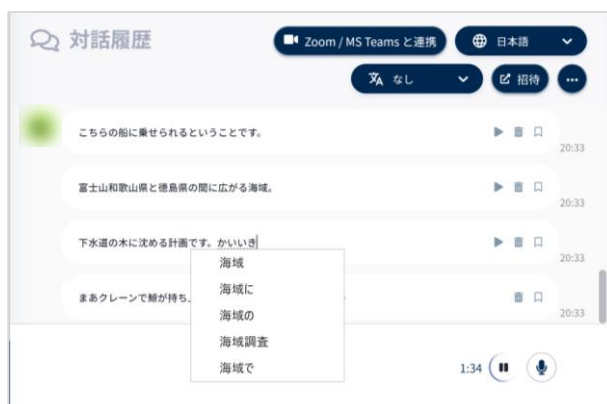 対話履歴
Zoom / MS Teams と連携
日本語
なし
招待
こちらの船に乗せられるということです。
20:33
富士山和歌山県と徳島県の間に広がる海域。
20:33
下水道の木に沈める計画です。かいいき
20:33
海域
海域に
海域の
海域調査
海域で
まあクレーンで鯨が持ち
20:33
1:34